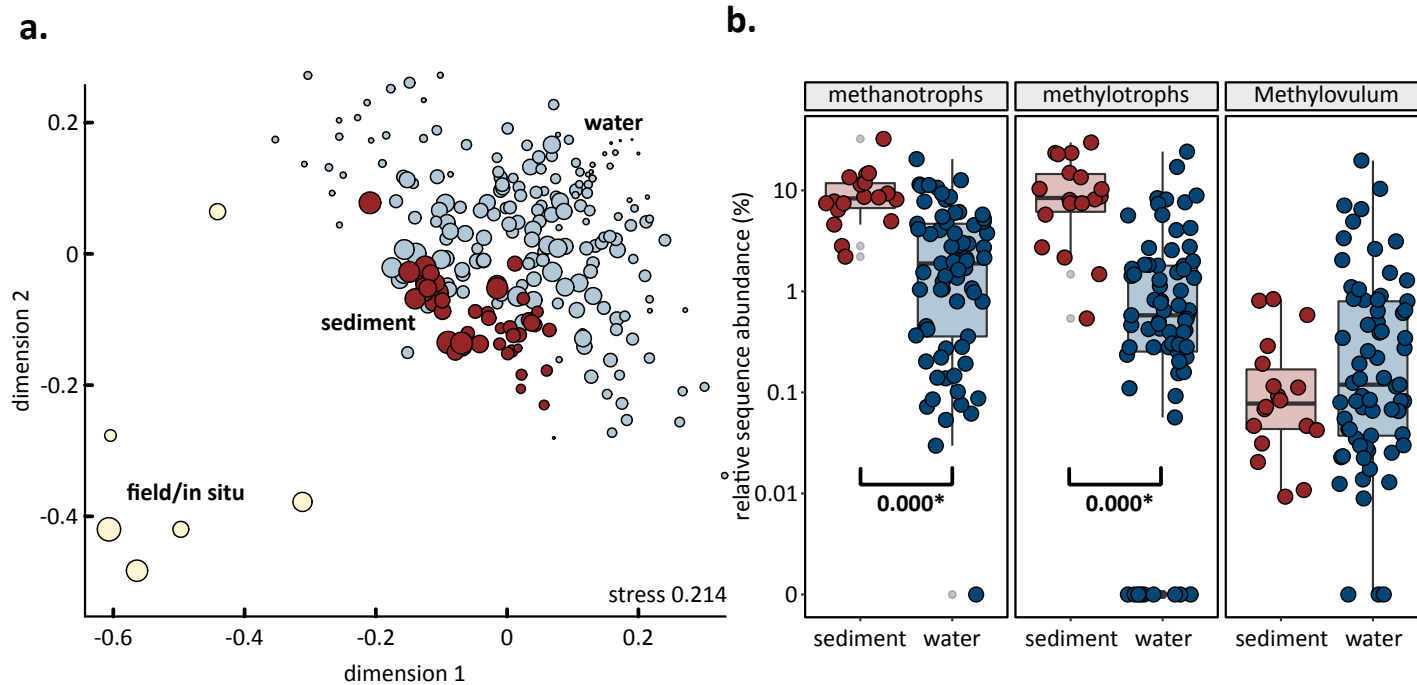 a.
water
sediment
field/in situ
stress 0.214
dimension 2
0.2
0
-0.2
-0.4
-0.6
-0.4
-0.2
0
0.2
dimension 1
b.
methanotrophs
methylotrophs
Methylovulum
relative sequence abundance (%)
10
1
0.1
0.01
0
0.000*
0.000*
sediment
water
sediment
water
sediment
water